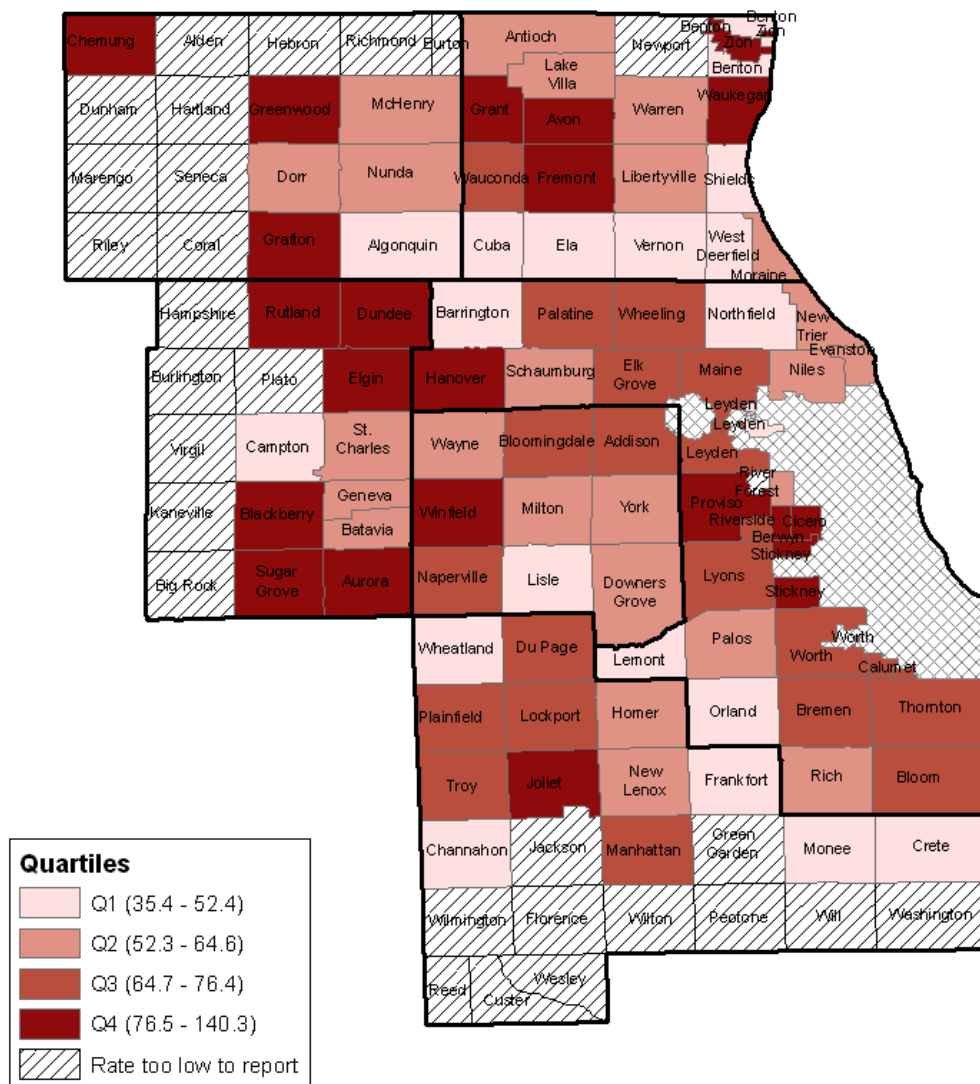 Chemung
Alden
Hebron
Richmond
Burton
Antioch
Newport
Benton
Benton
Zion
Zion
Benton
Lake
Villa
Dunham
Hartland
Greenwood
McHenry
Grant
Avon
Warren
Waukegan
Marengo
Seneca
Dorr
Nunda
Wauconda
Fremont
Libertyville
Shields
Riley
Coral
Grafton
Algonquin
Cuba
Ela
Vernon
West
Deerfield
Moraine
Hampshire
Rutland
Dundee
Barrington
Palatine
Wheeling
Northfield
New
Trier
Evanston
Burlington
Plato
Elgin
Hanover
Schaumburg
Elk
Grove
Maine
Niles
Leyden
Leyden
Leyden
Virgil
Campton
St.
Charles
Wayne
Bloomingdale
Addison
River
Forest
Kaneville
Blackberry
Geneva
Batavia
Winfield
Milton
York
Proviso
Riverside
Cicero
Berwyn
Stickney
Big Rock
Sugar
Grove
Aurora
Naperville
Lisle
Downers
Grove
Lyons
Stickney
Wheatland
Du Page
Lemont
Palos
Worth
Worth
Calumet
Plainfield
Lockport
Homer
Orland
Bremen
Thornton
Troy
Joliet
New
Lenox
Frankfort
Rich
Bloom
Channahon
Jackson
Manhattan
Green
Garden
Monee
Crete
Wilmington
Florence
Wilton
Peotone
Will
Washington
Reed
Custer
Wesley
Quartiles
Q1 (35.4 - 52.4)
Q2 (52.3 - 64.6)
Q3 (64.7 - 76.4)
Q4 (76.5 - 140.3)
Rate too low to report